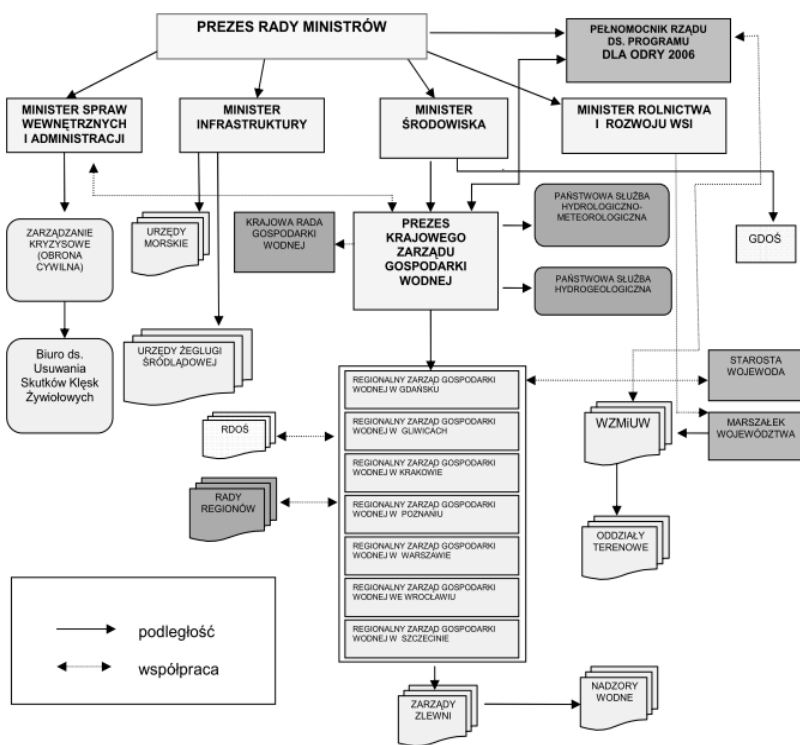 PREZES RADY MINISTRÓW
PEŁNOMOCNIK RZĄDU
DS. PROGRAMU
DLA ODRY 2006
MINISTER SPRAW
WEWNĘTRZNYCH
I ADMINISTRACJI
MINISTER
INFRASTRUKTURY
MINISTER
ŚRODOWISKA
MINISTER ROLNICTWA
I ROZWOJU WSI
ZARZĄDZANIE
KRYZYSOWE
(OBRONA
CYWILNA)
URZĘDY
MORSKIE
KRAJOWA RADA
GOSPODARKI
WODNEJ
PREZES
KRAJOWEGO
ZARZĄDU
GOSPODARKI
WODNEJ
PAŃSTWOWA SŁUŻBA
HYDROLOGICZNO-
METEOROLOGICZNA
GDOŚ
PAŃSTWOWA SŁUŻBA
HYDROGEOLOGICZNA
Biuro ds.
Usuwania
Skutków Klęsk
Żywiołowych
URZĘDY ŻEGLUGI
ŚRÓDLĄDOWEJ
REGIONALNY ZARZĄD GOSPODARKI
WODNEJ W GDAŃSKU
REGIONALNY ZARZĄD GOSPODARKI
WODNEJ W GLIWICACH
REGIONALNY ZARZĄD GOSPODARKI
WODNEJ W KRAKOWIE
REGIONALNY ZARZĄD GOSPODARKI
WODNEJ W POZNANIU
REGIONALNY ZARZĄD GOSPODARKI
WODNEJ W WARSZAWIE
REGIONALNY ZARZĄD GOSPODARKI
WODNEJ WE WROCŁAWIU
REGIONALNY ZARZĄD GOSPODARKI
WODNEJ W SZCZECINIE
STAROSTA
WOJEWODA
RDOŚ
WZMiUW
MARSZAŁEK
WOJEWÓDZTWA
RADY
REGIONÓW
ODDZIAŁY
TERENOWE
podległość
współpraca
ZARZĄDY
ZLEWNI
NADZORY
WODNE